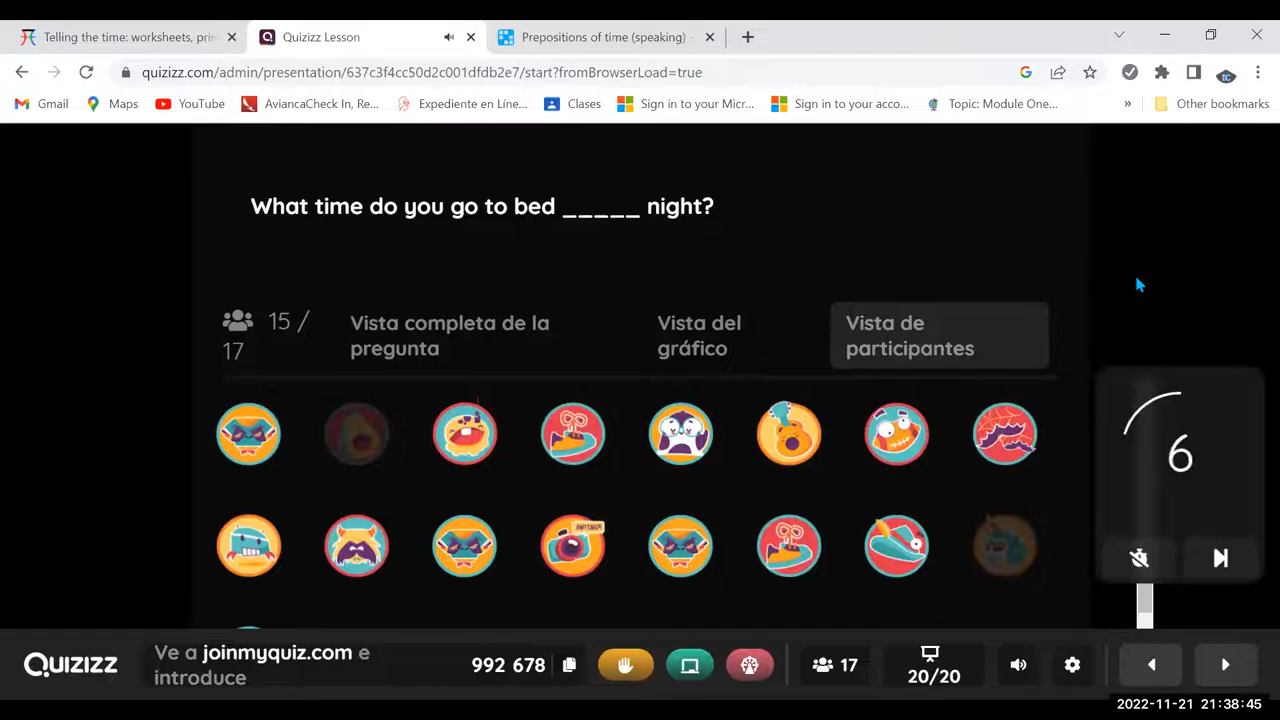 Telling the time: worksheets, prin
Quizizz Lesson
Prepositions of time (speaking) -
quizizz.com/admin/presentation/637c3f4cc50d2c001dfdb2e7/start?fromBrowserLoad=true
Gmail
Maps
YouTube
AviancaCheck In, Re...
Expediente en Líne...
Clases
Sign in to your Micr...
Sign in to your acco...
Topic: Module One...
»
Other bookmarks
What time do you go to bed _____ night?
15 /
17
Vista completa de la
pregunta
Vista del
gráfico
Vista de
participantes
6
QUIZIZZ
Ve a joinmyquiz.com e
introduce
992 678
17
20/20
2022-11-21 21:38:45